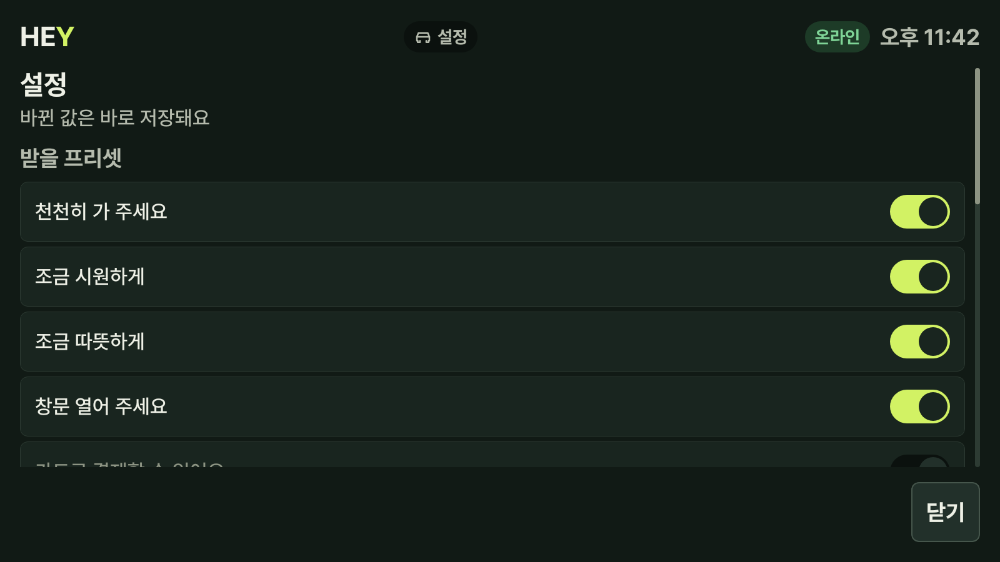 HEY
설정
온라인
오후 11:42
설정
바뀐 값은 바로 저장돼요
받을 프리셋
천천히 가 주세요
조금 시원하게
조금 따뜻하게
창문 열어 주세요
닫기